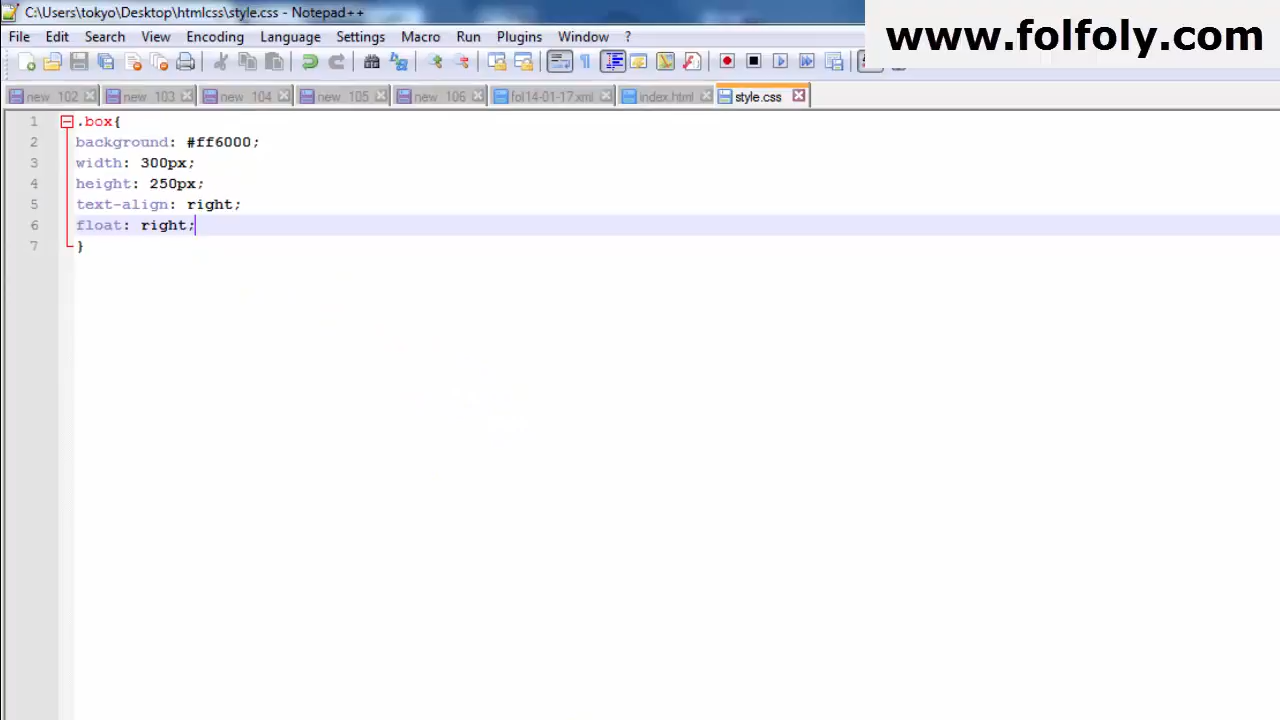 C:\Users\tokyo\Desktop\htmlcss\style.css - Notepad++
www.folfoly.com
File Edit Search View Encoding Language Settings Macro Run Plugins Window ?
new 102 new 103 new 104 new 105 new 106 fol14-01-17.xml index.html style.css
1 .box{
2 background: #ff6000;
3 width: 300px;
4 height: 250px;
5 text-align: right;
6 float: right;
7 }